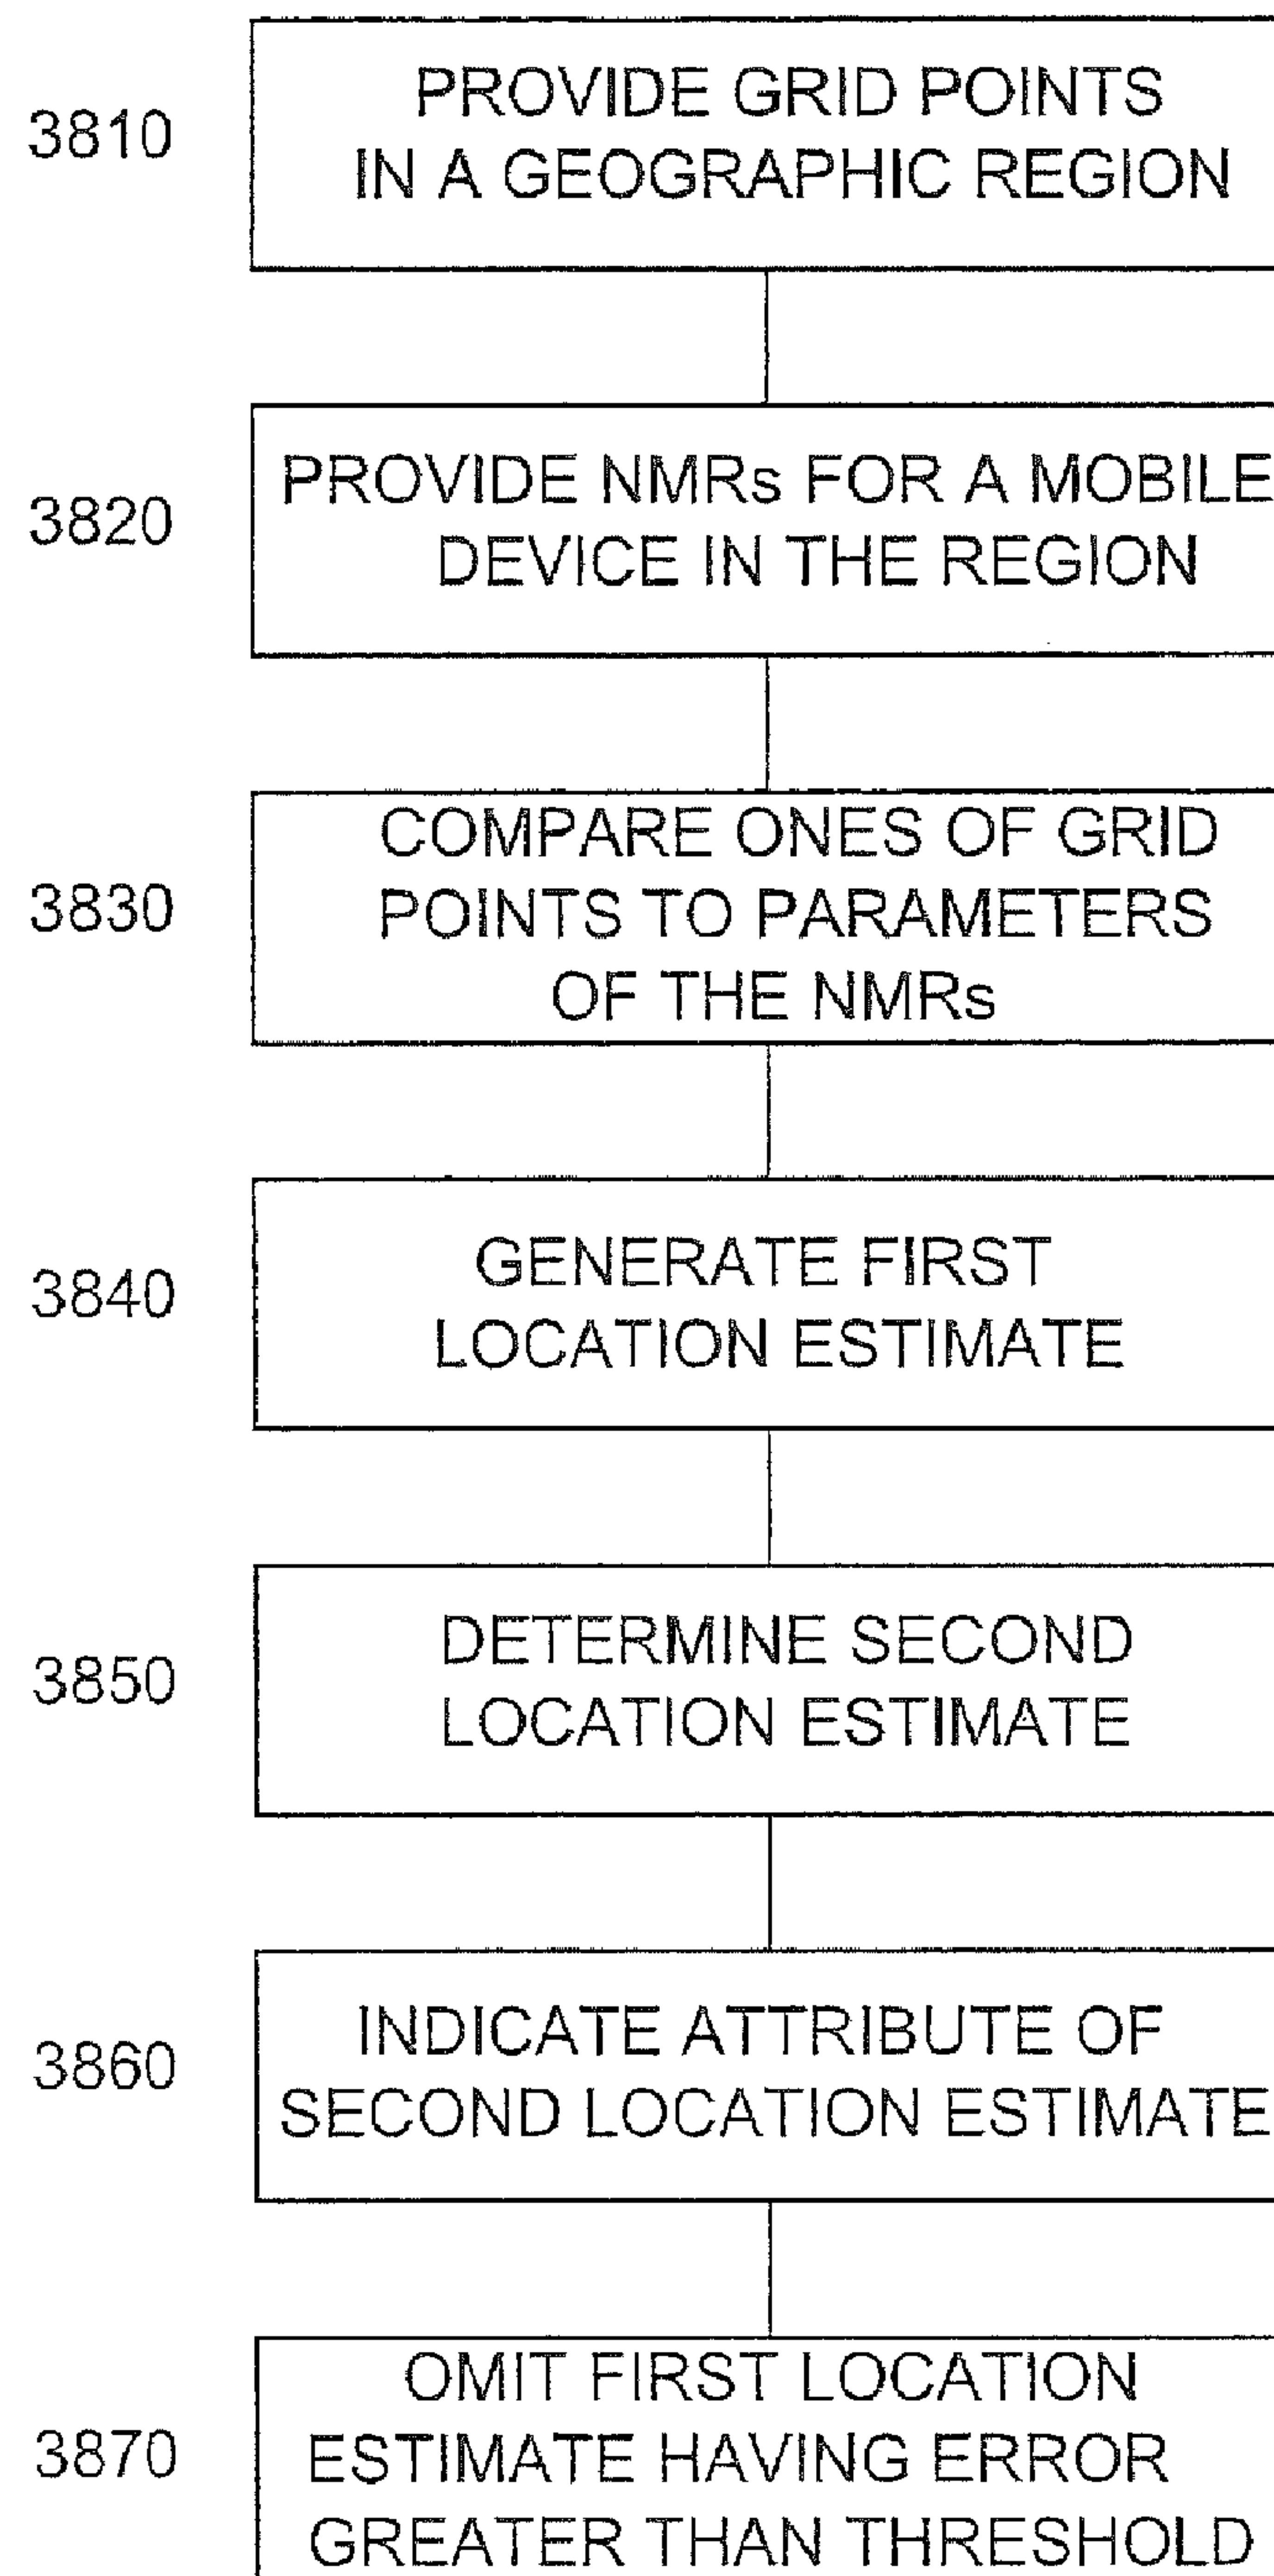 3810
PROVIDE GRID POINTS
IN A GEOGRAPHIC REGION
3820
PROVIDE NMRs FOR A MOBILE
DEVICE IN THE REGION
3830
COMPARE ONES OF GRID
POINTS TO PARAMETERS
OF THE NMRs
3840
GENERATE FIRST
LOCATION ESTIMATE
3850
DETERMINE SECOND
LOCATION ESTIMATE
3860
INDICATE ATTRIBUTE OF
SECOND LOCATION ESTIMATE
3870
OMIT FIRST LOCATION
ESTIMATE HAVING ERROR
GREATER THAN THRESHOLD